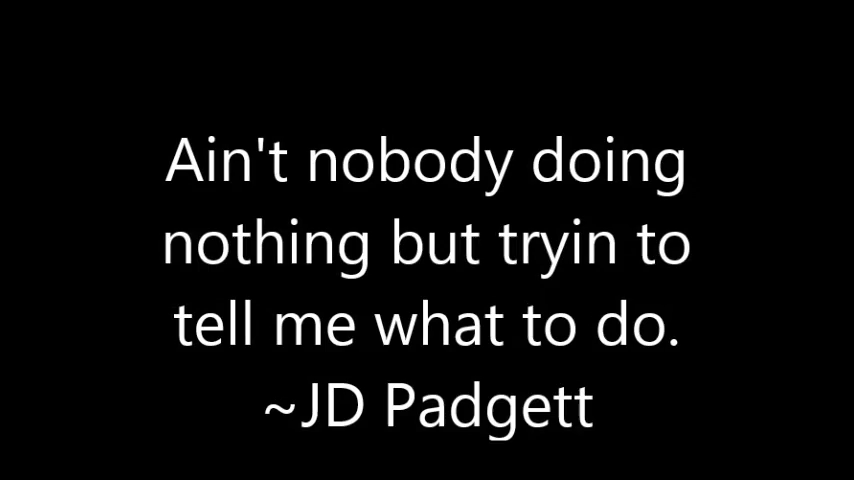 Ain't nobody doing
nothing but tryin to
tell me what to do.
~JD Padgett